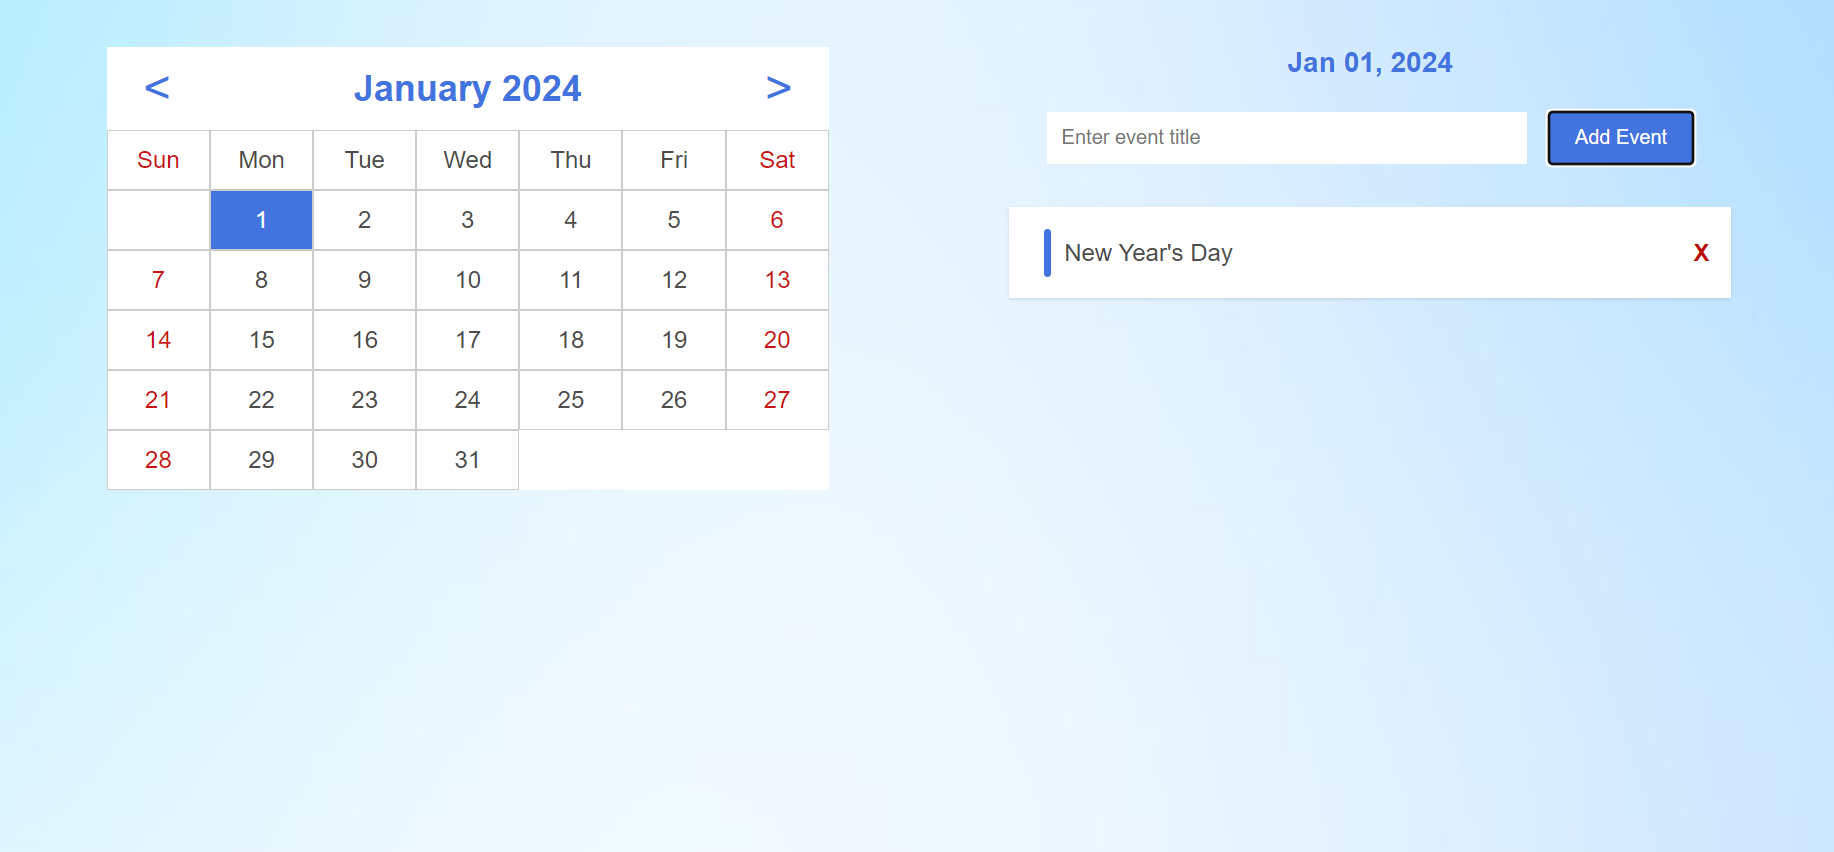 < January 2024 >
Sun Mon Tue Wed Thu Fri Sat
1 2 3 4 5 6
7 8 9 10 11 12 13
14 15 16 17 18 19 20
21 22 23 24 25 26 27
28 29 30 31
Jan 01, 2024
Enter event title Add Event
New Year's Day X